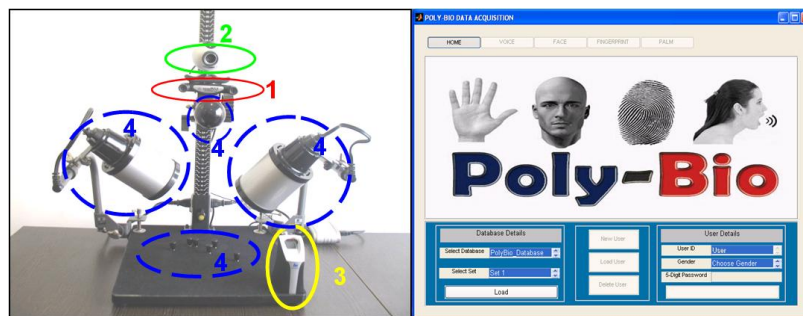 2
1
4
4
4
4
3
POLY-BIO DATA ACQUISITION
HOME VOICE FACE FINGERPRINT PALM
Poly-Bio
Database Details
Select Database PolyBio_Database
Select Set Set 1
Load
New User
Load User
Delete User
User Details
User ID User
Gender Choose Gender
5-Digit Password